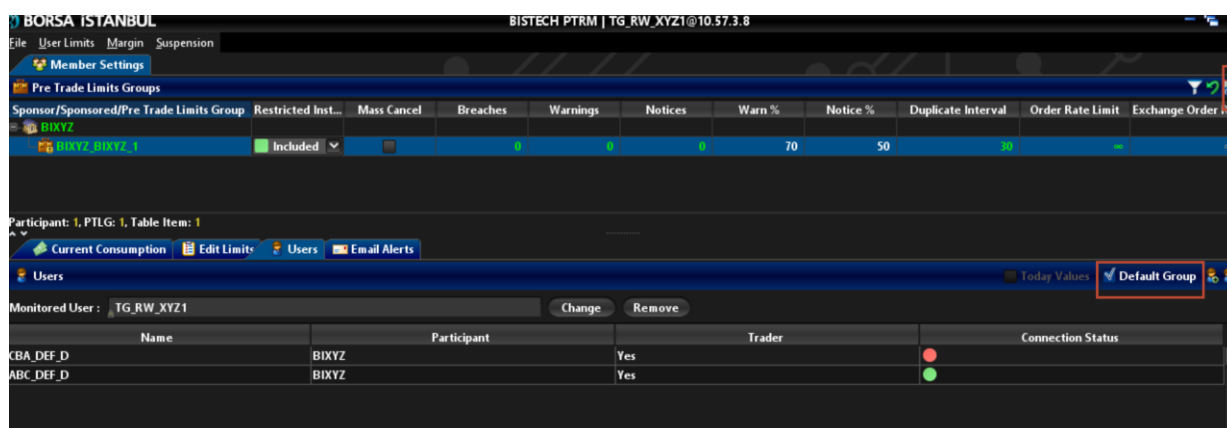 BORSA İSTANBUL
BISTECH PTRM | TG_RW_XYZ1@10.57.3.8
File User Limits Margin Suspension
Member Settings
Pre Trade Limits Groups
Sponsor/Sponsored/Pre Trade Limits Group Restricted Inst... Mass Cancel Breaches Warnings Notices Warn % Notice % Duplicate Interval Order Rate Limit Exchange Order
BIXYZ
BIXYZ_BIXYZ_1 Included 0 0 0 70 50 30 ∞
Participant: 1, PTLG: 1, Table Item: 1
Current Consumption Edit Limits Users Email Alerts
Users Today Values Default Group
Monitored User : TG_RW_XYZ1 Change Remove
Name Participant Trader Connection Status
CBA_DEF_D BIXYZ Yes
ABC_DEF_D BIXYZ Yes